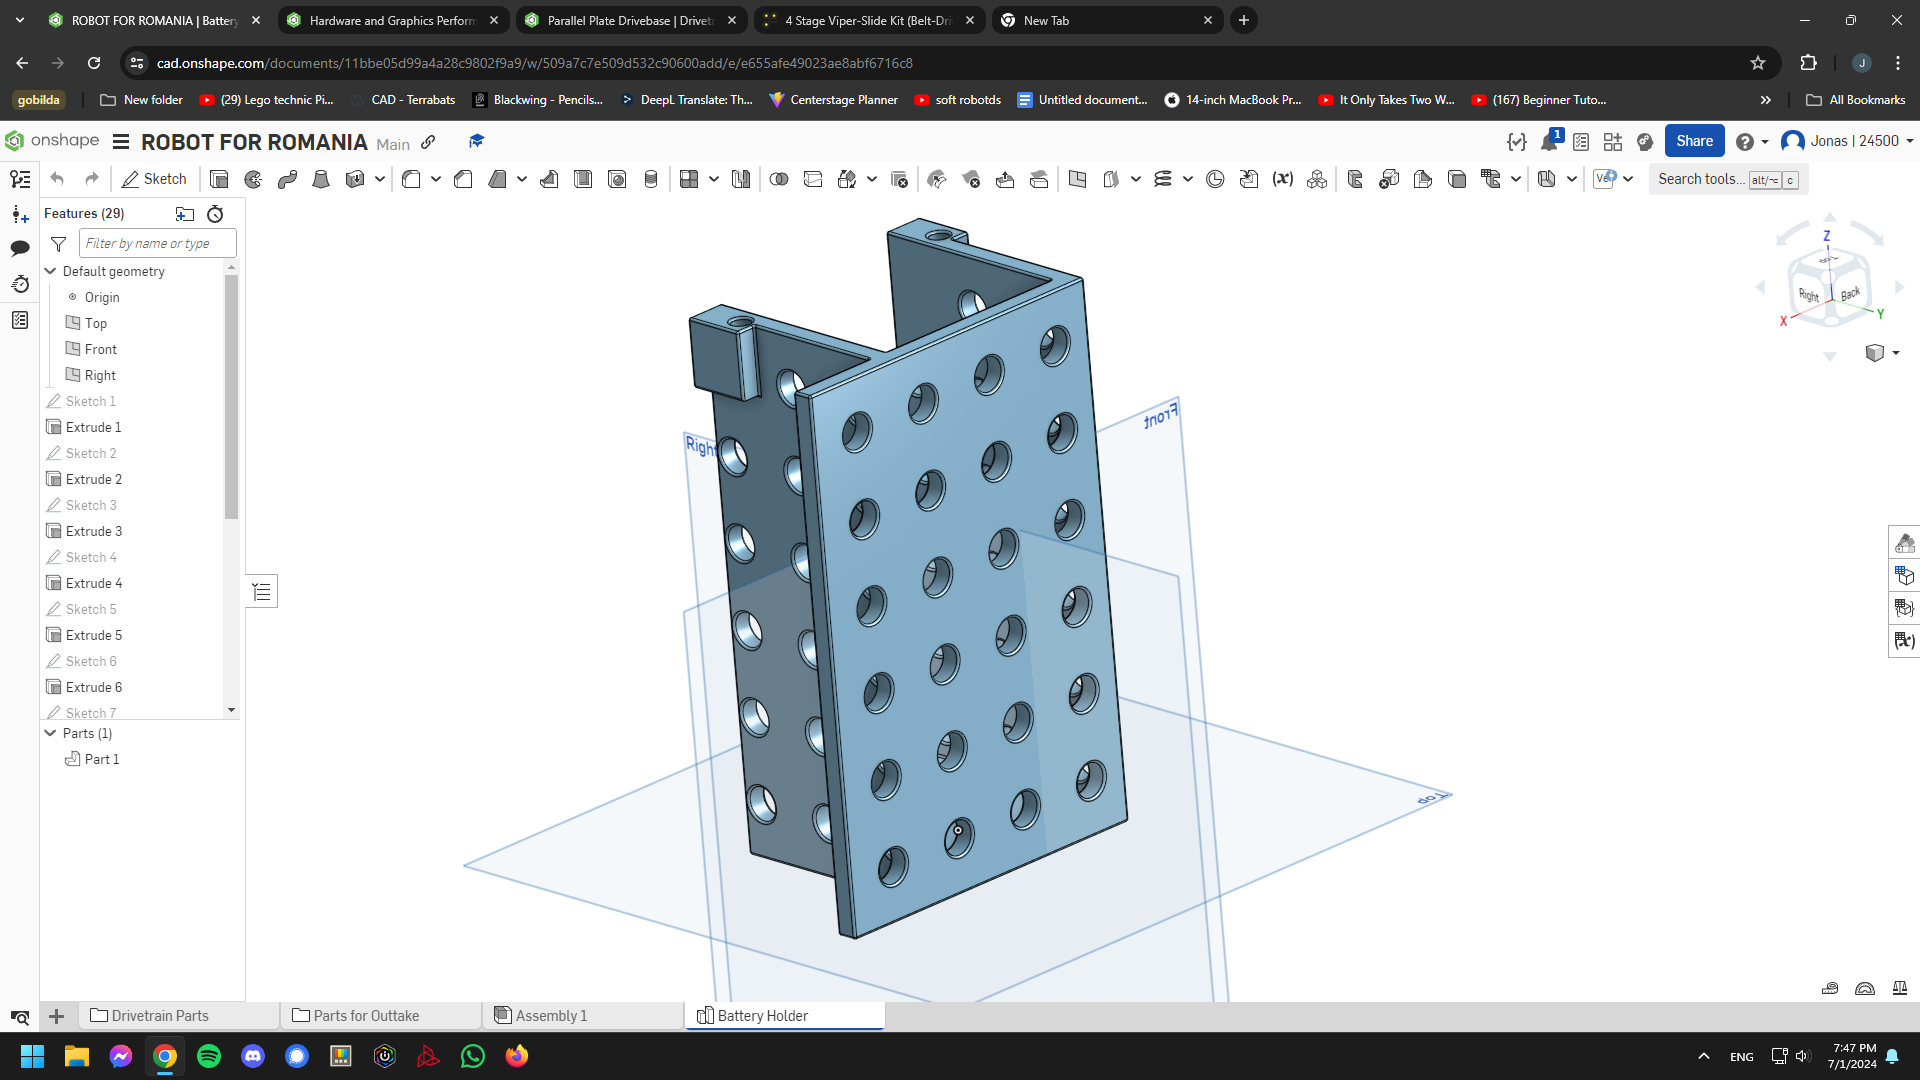 ROBOT FOR ROMANIA | Battery
Hardware and Graphics Perform
Parallel Plate Drivebase | Drivet
4 Stage Viper-Slide Kit (Belt-Dri
New Tab
cad.onshape.com/documents/11bbe05d99a4a28c9802f9a9/w/509a7c7e509d532c90600add/e/e655afe49023ae8abf6716c8
J
gobilda
New folder
(29) Lego technic Pi...
CAD - Terrabats
Blackwing - Pencils...
DeepL Translate: Th...
Centerstage Planner
soft robotds
Untitled document...
14-inch MacBook Pr...
It Only Takes Two W...
(167) Beginner Tuto...
All Bookmarks
onshape
ROBOT FOR ROMANIA Main
1
Share
Jonas | 24500
Sketch
Search tools... alt/⌥ c
Features (29)
Filter by name or type
Default geometry
Origin
Top
Front
Right
Sketch 1
Extrude 1
Sketch 2
Extrude 2
Sketch 3
Extrude 3
Sketch 4
Extrude 4
Sketch 5
Extrude 5
Sketch 6
Extrude 6
Sketch 7
Parts (1)
Part 1
Right
Front
Top
Z
Top
Right
Back
X
Y
Drivetrain Parts
Parts for Outtake
Assembly 1
Battery Holder
ENG
7:47 PM
7/1/2024